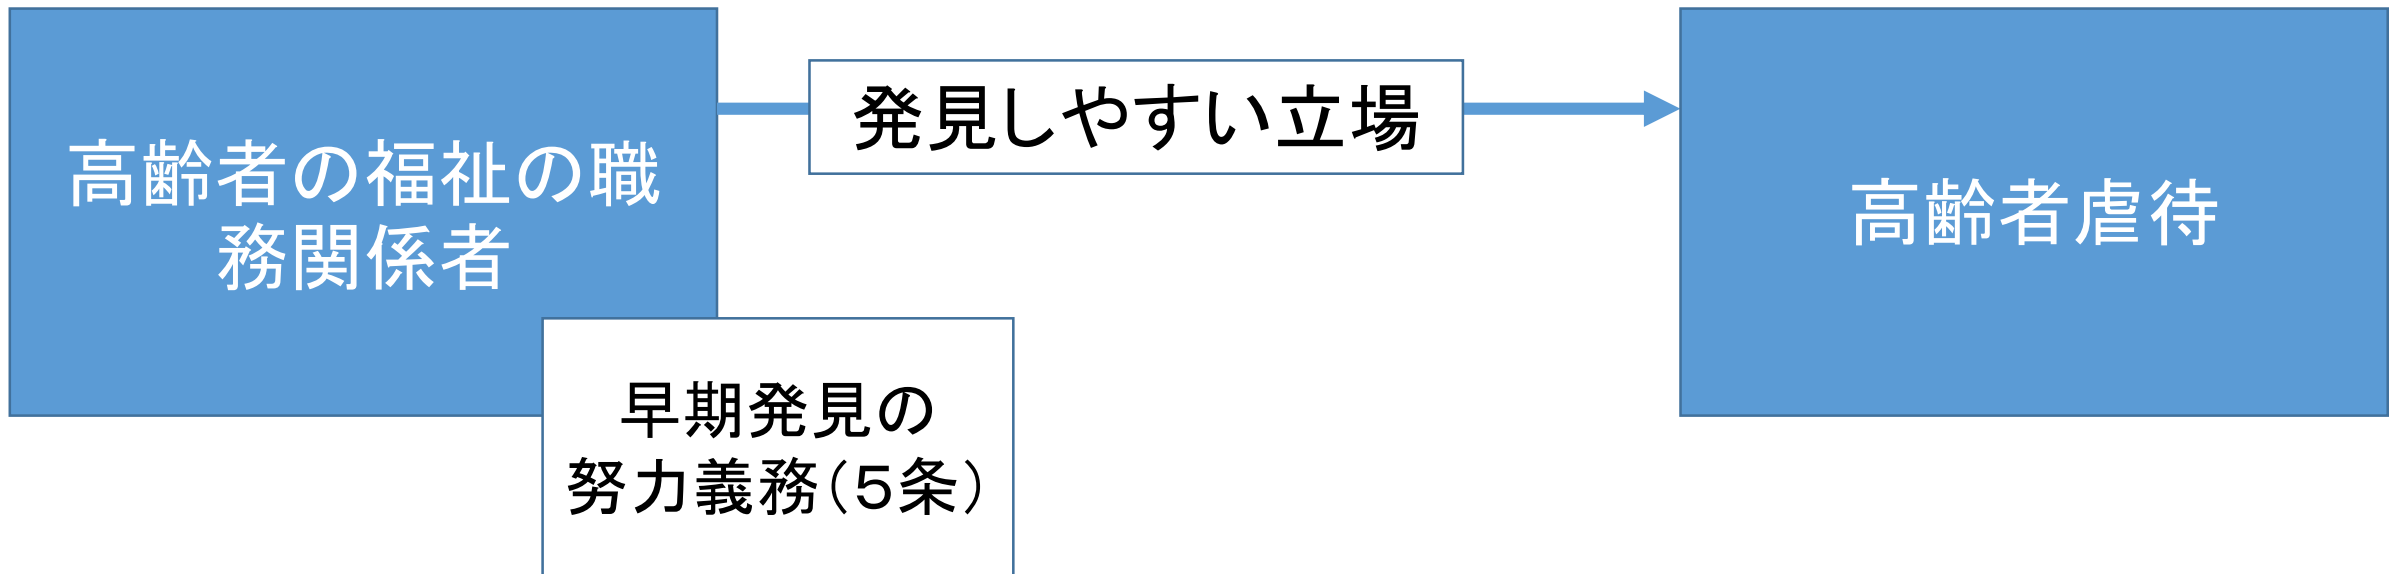 高齢者の福祉の職
務関係者
発見しやすい立場
高齢者虐待
早期発見の
努力義務（５条）